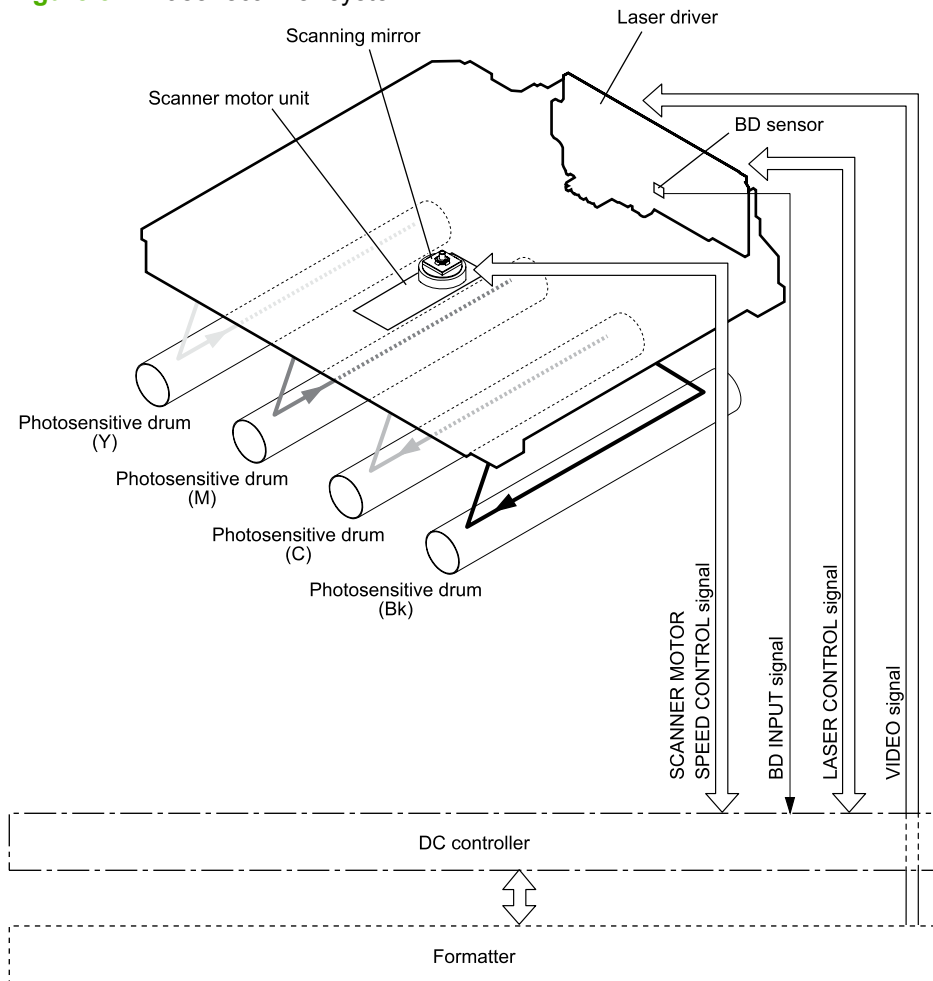 Laser driver
Scanning mirror
Scanner motor unit
BD sensor
Photosensitive drum
(Y)
Photosensitive drum
(M)
Photosensitive drum
(C)
Photosensitive drum
(Bk)
SCANNER MOTOR
SPEED CONTROL signal
BD INPUT signal
LASER CONTROL signal
VIDEO signal
DC controller
Formatter